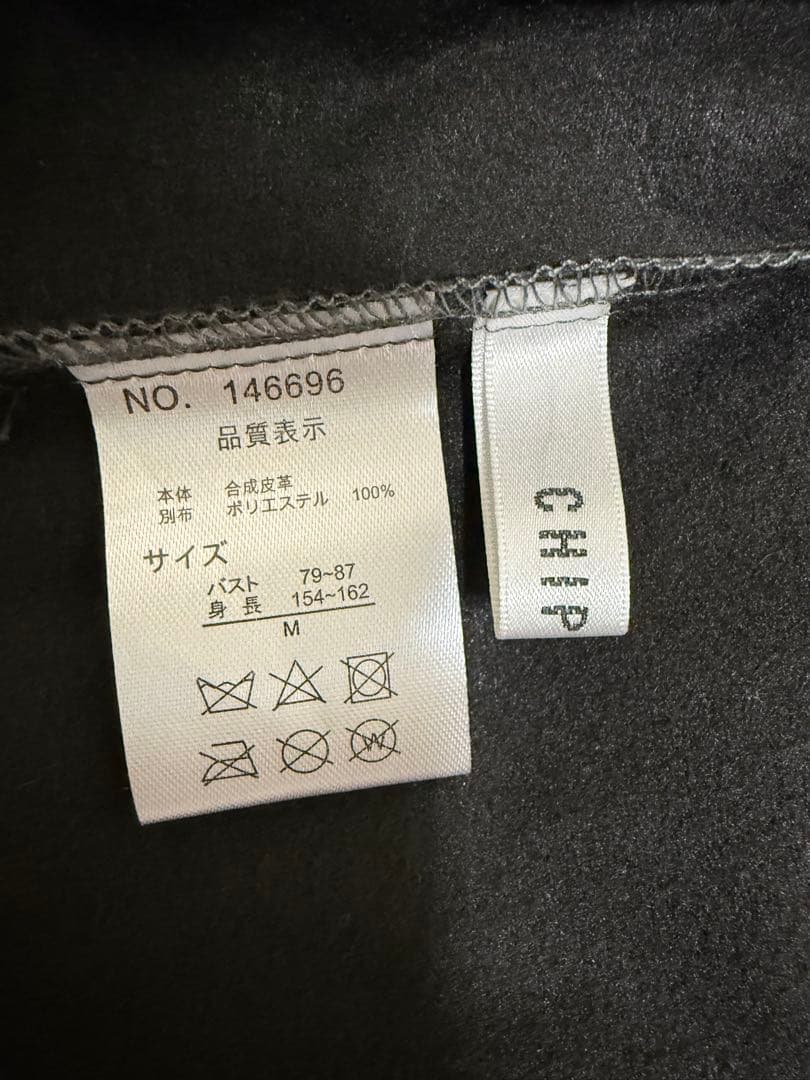 NO. 146696
品質表示
本体 合成皮革
別布 ポリエステル 100%
サイズ
バスト 79~87
身長 154~162
M
W
CHIP